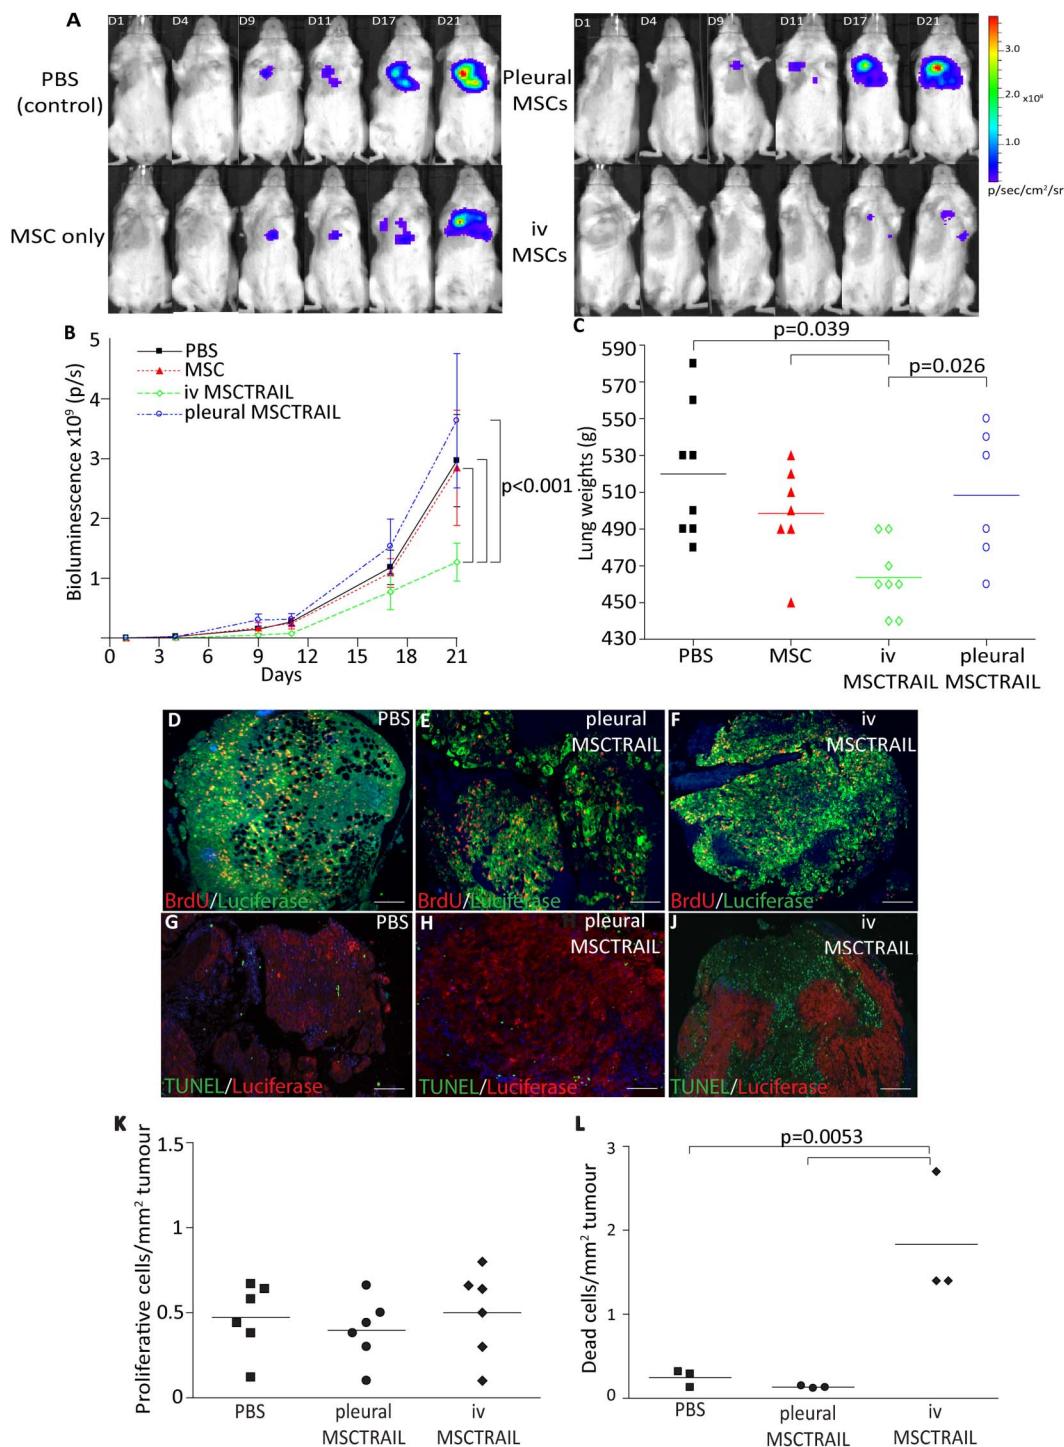 A
D1 D4 D9 D11 D17 D21
PBS
(control)
MSC only
D1 D4 D9 D11 D17 D21
Pleural
MSCs
iv
MSCs
3.0
x10⁸
1.0
p/sec/cm²/sr
B
Bioluminescence x10⁹ (p/s)
5
4
3
2
1
PBS
MSC
iv MSCTRAIL
pleural MSCTRAIL
p<0.001
0 3 6 9 12 15 18 21
Days
C
p=0.039
p=0.026
Lung weights (g)
590
570
550
530
510
490
470
450
430
PBS MSC iv pleural
MSCTRAIL MSCTRAIL
D PBS
BrdU/Luciferase
E pleural
MSCTRAIL
BrdU/Luciferase
F iv
MSCTRAIL
BrdU/Luciferase
G PBS
TUNEL/Luciferase
H pleural
MSCTRAIL
TUNEL/Luciferase
J iv
MSCTRAIL
TUNEL/Luciferase
K
Proliferative cells/mm² tumour
1.5
1
0.5
0
PBS pleural iv
MSCTRAIL MSCTRAIL
L
p=0.0053
Dead cells/mm² tumour
3
2
1
0
PBS pleural iv
MSCTRAIL MSCTRAIL